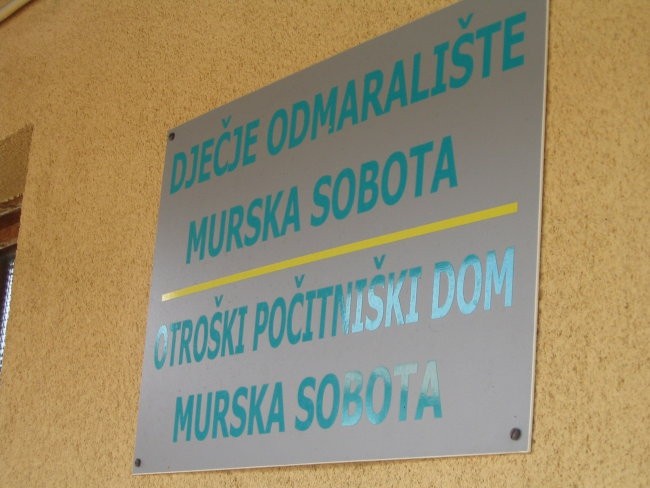 DJEČJE ODMARALIŠTE
MURSKA SOBOTA
OTROŠKI POČITNIŠKI DOM
MURSKA SOBOTA